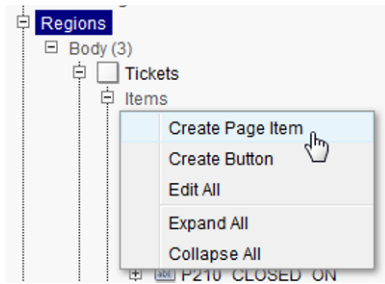 Regions
Body (3)
Tickets
Items
Create Page Item
Create Button
Edit All
Expand All
Collapse All
P210_CLOSED_ON